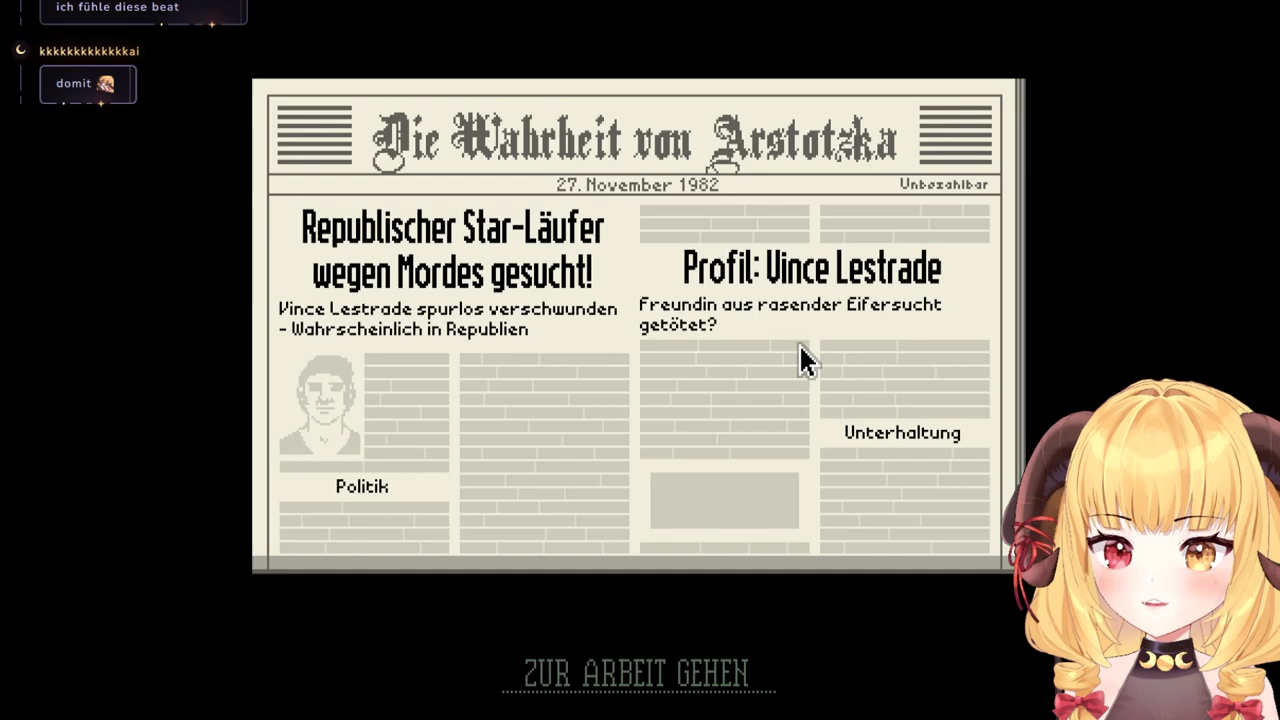 ich fühle diese beat
kkkkkkkkkkkkkai
domit
Die Wahrheit von Arstotzka
27. November 1982
Unbezahlbar
Republischer Star-Läufer
wegen Mordes gesucht!
Vince Lestrade spurlos verschwunden
- Wahrscheinlich in Republien
Politik
Profil: Vince Lestrade
Freundin aus rasender Eifersucht
getötet?
Unterhaltung
ZUR ARBEIT GEHEN